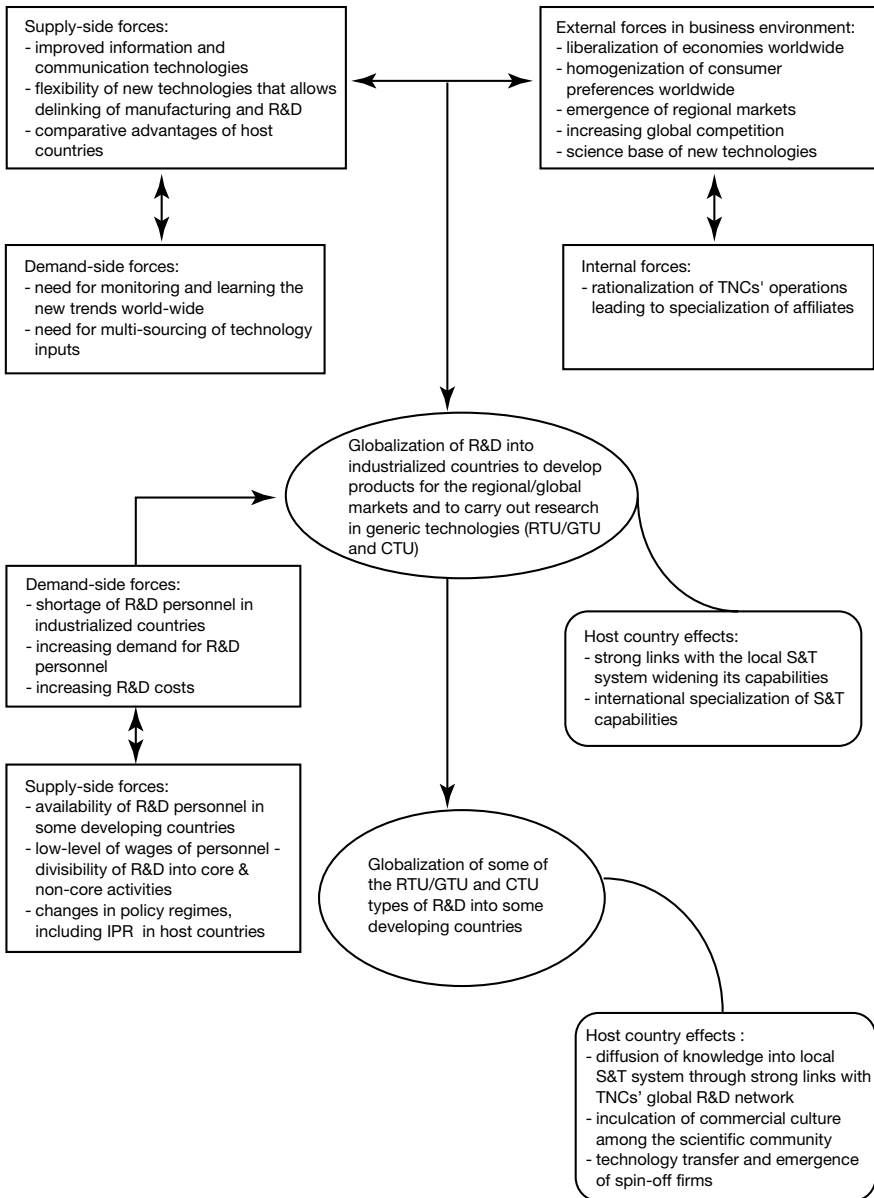 Supply-side forces:
- improved information and
communication technologies
- flexibility of new technologies that allows
delinking of manufacturing and R&D
- comparative advantages of host
countries
External forces in business environment:
- liberalization of economies worldwide
- homogenization of consumer
preferences worldwide
- emergence of regional markets
- increasing global competition
- science base of new technologies
Demand-side forces:
- need for monitoring and learning the
new trends world-wide
- need for multi-sourcing of technology
inputs
Internal forces:
- rationalization of TNCs' operations
leading to specialization of affiliates
Globalization of R&D into
industrialized countries to develop
products for the regional/global
markets and to carry out research
in generic technologies (RTU/GTU
and CTU)
Demand-side forces:
- shortage of R&D personnel in
industrialized countries
- increasing demand for R&D
personnel
- increasing R&D costs
Host country effects:
- strong links with the local S&T
system widening its capabilities
- international specialization of S&T
capabilities
Supply-side forces:
- availability of R&D personnel in
some developing countries
- low-level of wages of personnel -
divisibility of R&D into core &
non-core activities
- changes in policy regimes,
including IPR in host countries
Globalization of some of
the RTU/GTU and CTU
types of R&D into some
developing countries
Host country effects :
- diffusion of knowledge into local
S&T system through strong links with
TNCs’ global R&D network
- inculcation of commercial culture
among the scientific community
- technology transfer and emergence
of spin-off firms